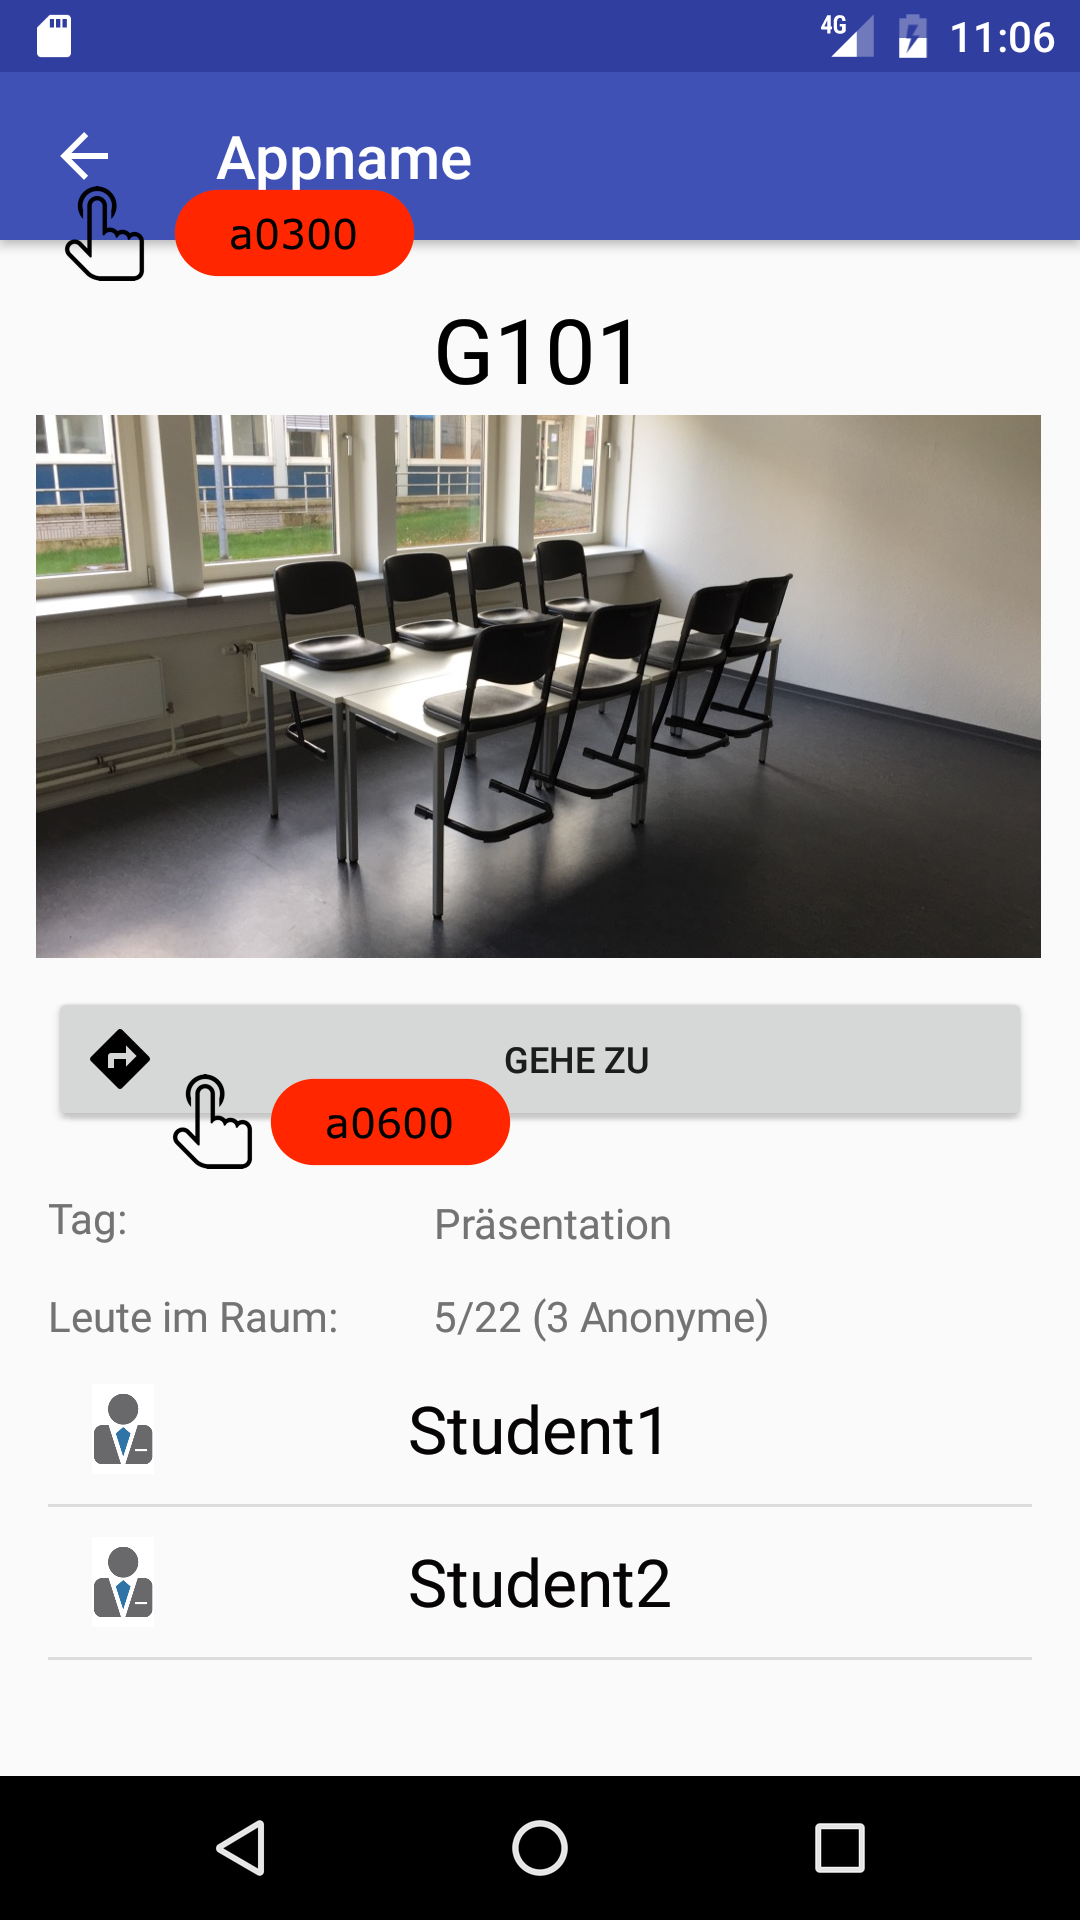 4G 11:06
Appname
a0300
G101
GEHE ZU
a0600
Tag: Präsentation
Leute im Raum: 5/22 (3 Anonyme)
Student1
Student2